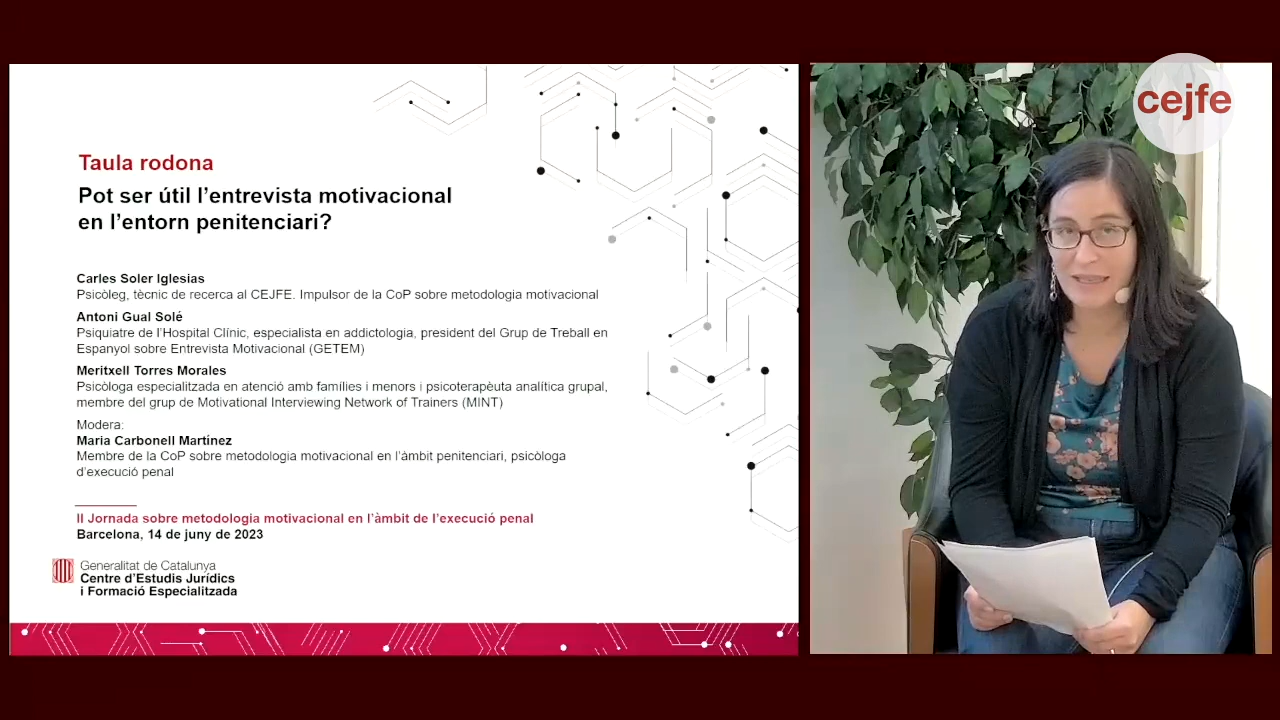 Taula rodona
Pot ser útil l'entrevista motivacional
en l'entorn penitenciari?
Carles Soler Iglesias
Psicòleg, tècnic de recerca al CEJFE. Impulsor de la CoP sobre metodologia motivacional
Antoni Gual Solé
Psiquiatre de l'Hospital Clínic, especialista en addictologia, president del Grup de Treball en
Espanyol sobre Entrevista Motivacional (GETEM)
Meritxell Torres Morales
Psicòloga especialitzada en atenció amb famílies i menors i psicoterapèuta analítica grupal,
membre del grup de Motivational Interviewing Network of Trainers (MINT)
Modera:
Maria Carbonell Martínez
Membre de la CoP sobre metodologia motivacional en l'àmbit penitenciari, psicòloga
d'execució penal
II Jornada sobre metodologia motivacional en l'àmbit de l'execució penal
Barcelona, 14 de juny de 2023
Generalitat de Catalunya
Centre d'Estudis Jurídics
i Formació Especialitzada
cejfe